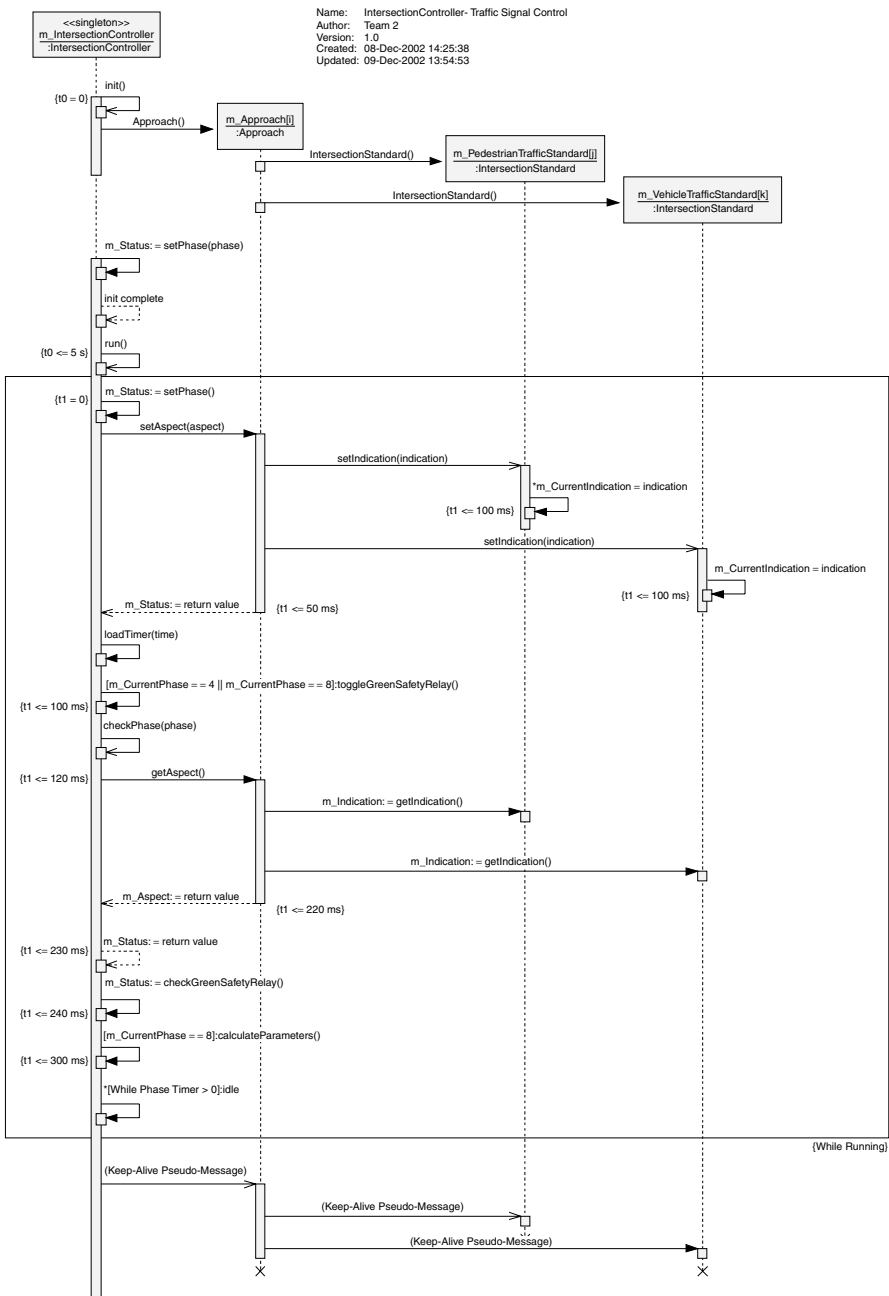 Name: IntersectionController- Traffic Signal Control
Author: Team 2
Version: 1.0
Created: 08-Dec-2002 14:25:38
Updated: 09-Dec-2002 13:54:53
<<singleton>>
m_IntersectionController
:IntersectionController
init()
{t0 = 0}
Approach()
m_Approach[i]
:Approach
IntersectionStandard()
m_PedestrianTrafficStandard[j]
:IntersectionStandard
IntersectionStandard()
m_VehicleTrafficStandard[k]
:IntersectionStandard
m_Status: = setPhase(phase)
init complete
run()
{t0 <= 5 s}
m_Status: = setPhase()
{t1 = 0}
setAspect(aspect)
setIndication(indication)
*m_CurrentIndication = indication
{t1 <= 100 ms}
setIndication(indication)
m_CurrentIndication = indication
{t1 <= 100 ms}
m_Status: = return value
{t1 <= 50 ms}
loadTimer(time)
[m_CurrentPhase = = 4 || m_CurrentPhase = = 8]:toggleGreenSafetyRelay()
{t1 <= 100 ms}
checkPhase(phase)
{t1 <= 120 ms}
getAspect()
m_Indication: = getIndication()
m_Indication: = getIndication()
m_Aspect: = return value
{t1 <= 220 ms}
m_Status: = return value
{t1 <= 230 ms}
m_Status: = checkGreenSafetyRelay()
{t1 <= 240 ms}
[m_CurrentPhase = = 8]:calculateParameters()
{t1 <= 300 ms}
*[While Phase Timer > 0]:idle
{While Running}
(Keep-Alive Pseudo-Message)
(Keep-Alive Pseudo-Message)
(Keep-Alive Pseudo-Message)